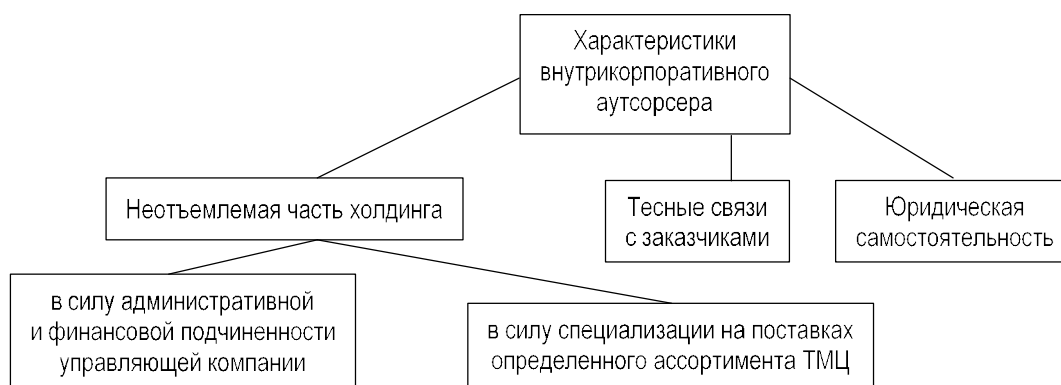 Характеристики
внутрикорпоративного
аутсорсера
Неотъемлемая часть холдинга
Тесные связи
с заказчиками
Юридическая
самостоятельность
в силу административной
и финансовой подчиненности
управляющей компании
в силу специализации на поставках
определенного ассортимента ТМЦ